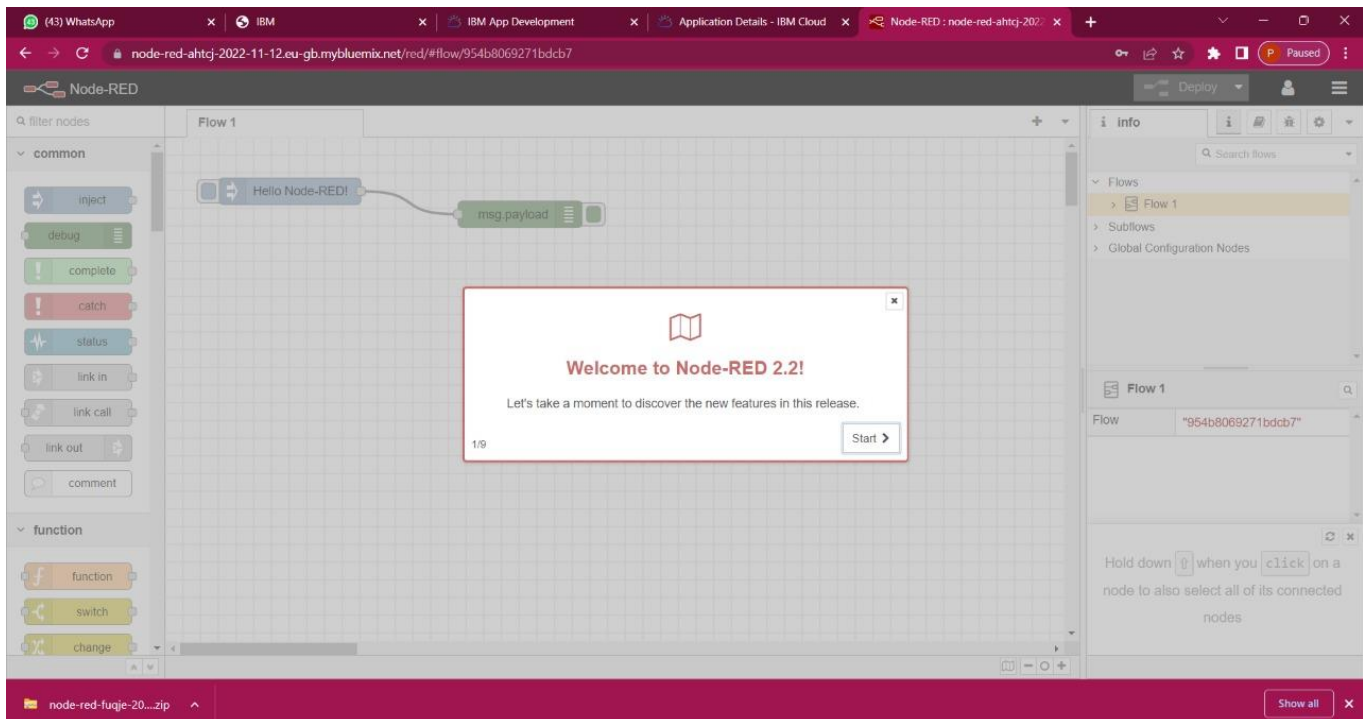 (43) WhatsApp
IBM
IBM App Development
Application Details - IBM Cloud
Node-RED : node-red-ahtcj-2022
node-red-ahtcj-2022-11-12.eu-gb.mybluemix.net/red/#flow/954b8069271bdcb7
P Paused
Node-RED
Deploy
filter nodes
Flow 1
i info
i
Search flows
common
inject
debug
complete
catch
status
link in
link call
link out
comment
function
function
switch
change
Hello Node-RED!
msg.payload
Welcome to Node-RED 2.2!
Let's take a moment to discover the new features in this release.
1/9
Start
Flows
Flow 1
Subflows
Global Configuration Nodes
Flow 1
Flow "954b8069271bdcb7"
Hold down ⇧ when you click on a
node to also select all of its connected
nodes
node-red-fuqje-20....zip
Show all